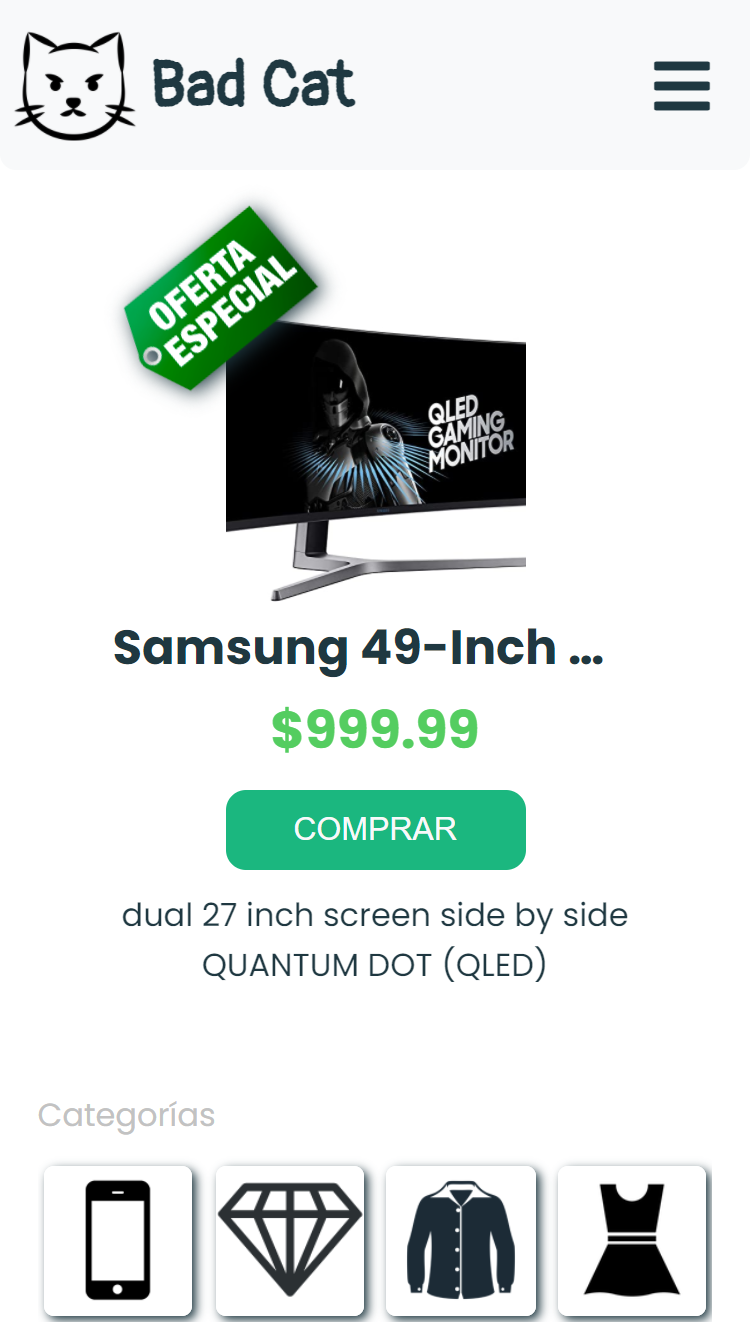 Bad Cat
OFERTA
ESPECIAL
QLED
GAMING
MONITOR
Samsung 49-Inch ...
$999.99
COMPRAR
dual 27 inch screen side by side
QUANTUM DOT (QLED)
Categorías